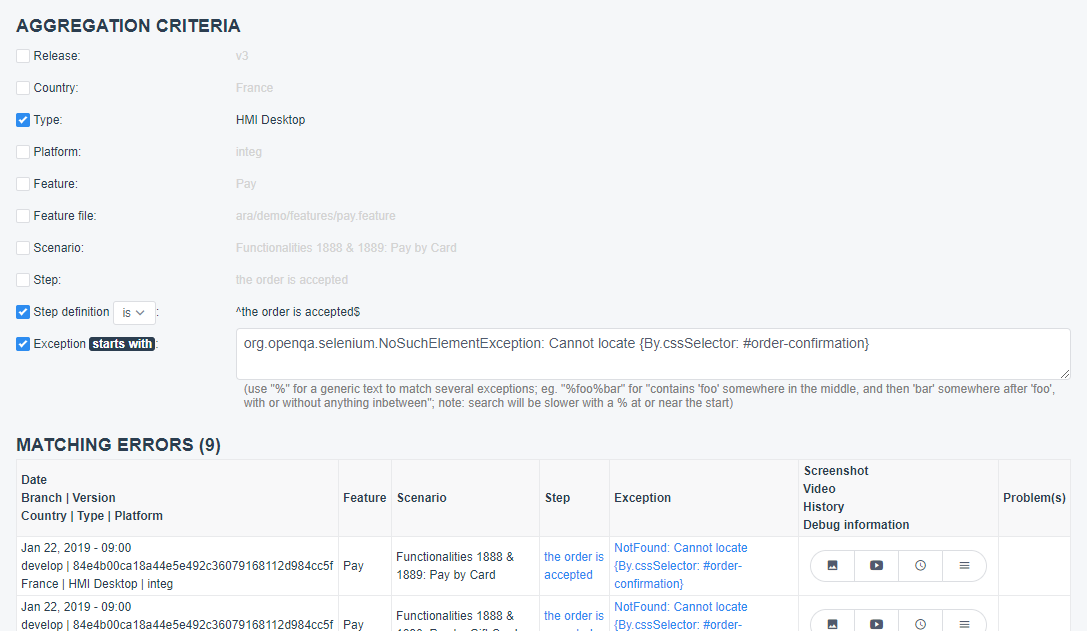 AGGREGATION CRITERIA
Release: v3
Country: France
Type: HMI Desktop
Platform: integ
Feature: Pay
Feature file: ara/demo/features/pay.feature
Scenario: Functionalities 1888 & 1889: Pay by Card
Step: the order is accepted
Step definition is : ^the order is accepted$
Exception starts with: org.openqa.selenium.NoSuchElementException: Cannot locate {By.cssSelector: #order-confirmation}
(use "%" for a generic text to match several exceptions; eg. "%foo%bar" for "contains 'foo' somewhere in the middle, and then 'bar' somewhere after 'foo',
with or without anything inbetween"; note: search will be slower with a % at or near the start)
MATCHING ERRORS (9)
Date
Branch | Version
Country | Type | Platform
Feature
Scenario
Step
Exception
Screenshot
Video
History
Debug information
Problem(s)
Jan 22, 2019 - 09:00
develop | 84e4b00ca18a44e5e492c36079168112d984cc5f
France | HMI Desktop | integ
Pay
Functionalities 1888 &
1889: Pay by Card
the order is
accepted
NotFound: Cannot locate
{By.cssSelector: #order-
confirmation}
Jan 22, 2019 - 09:00
develop | 84e4b00ca18a44e5e492c36079168112d984cc5f
Pay
Functionalities 1888 &
the order is
NotFound: Cannot locate
{By.cssSelector: #order-